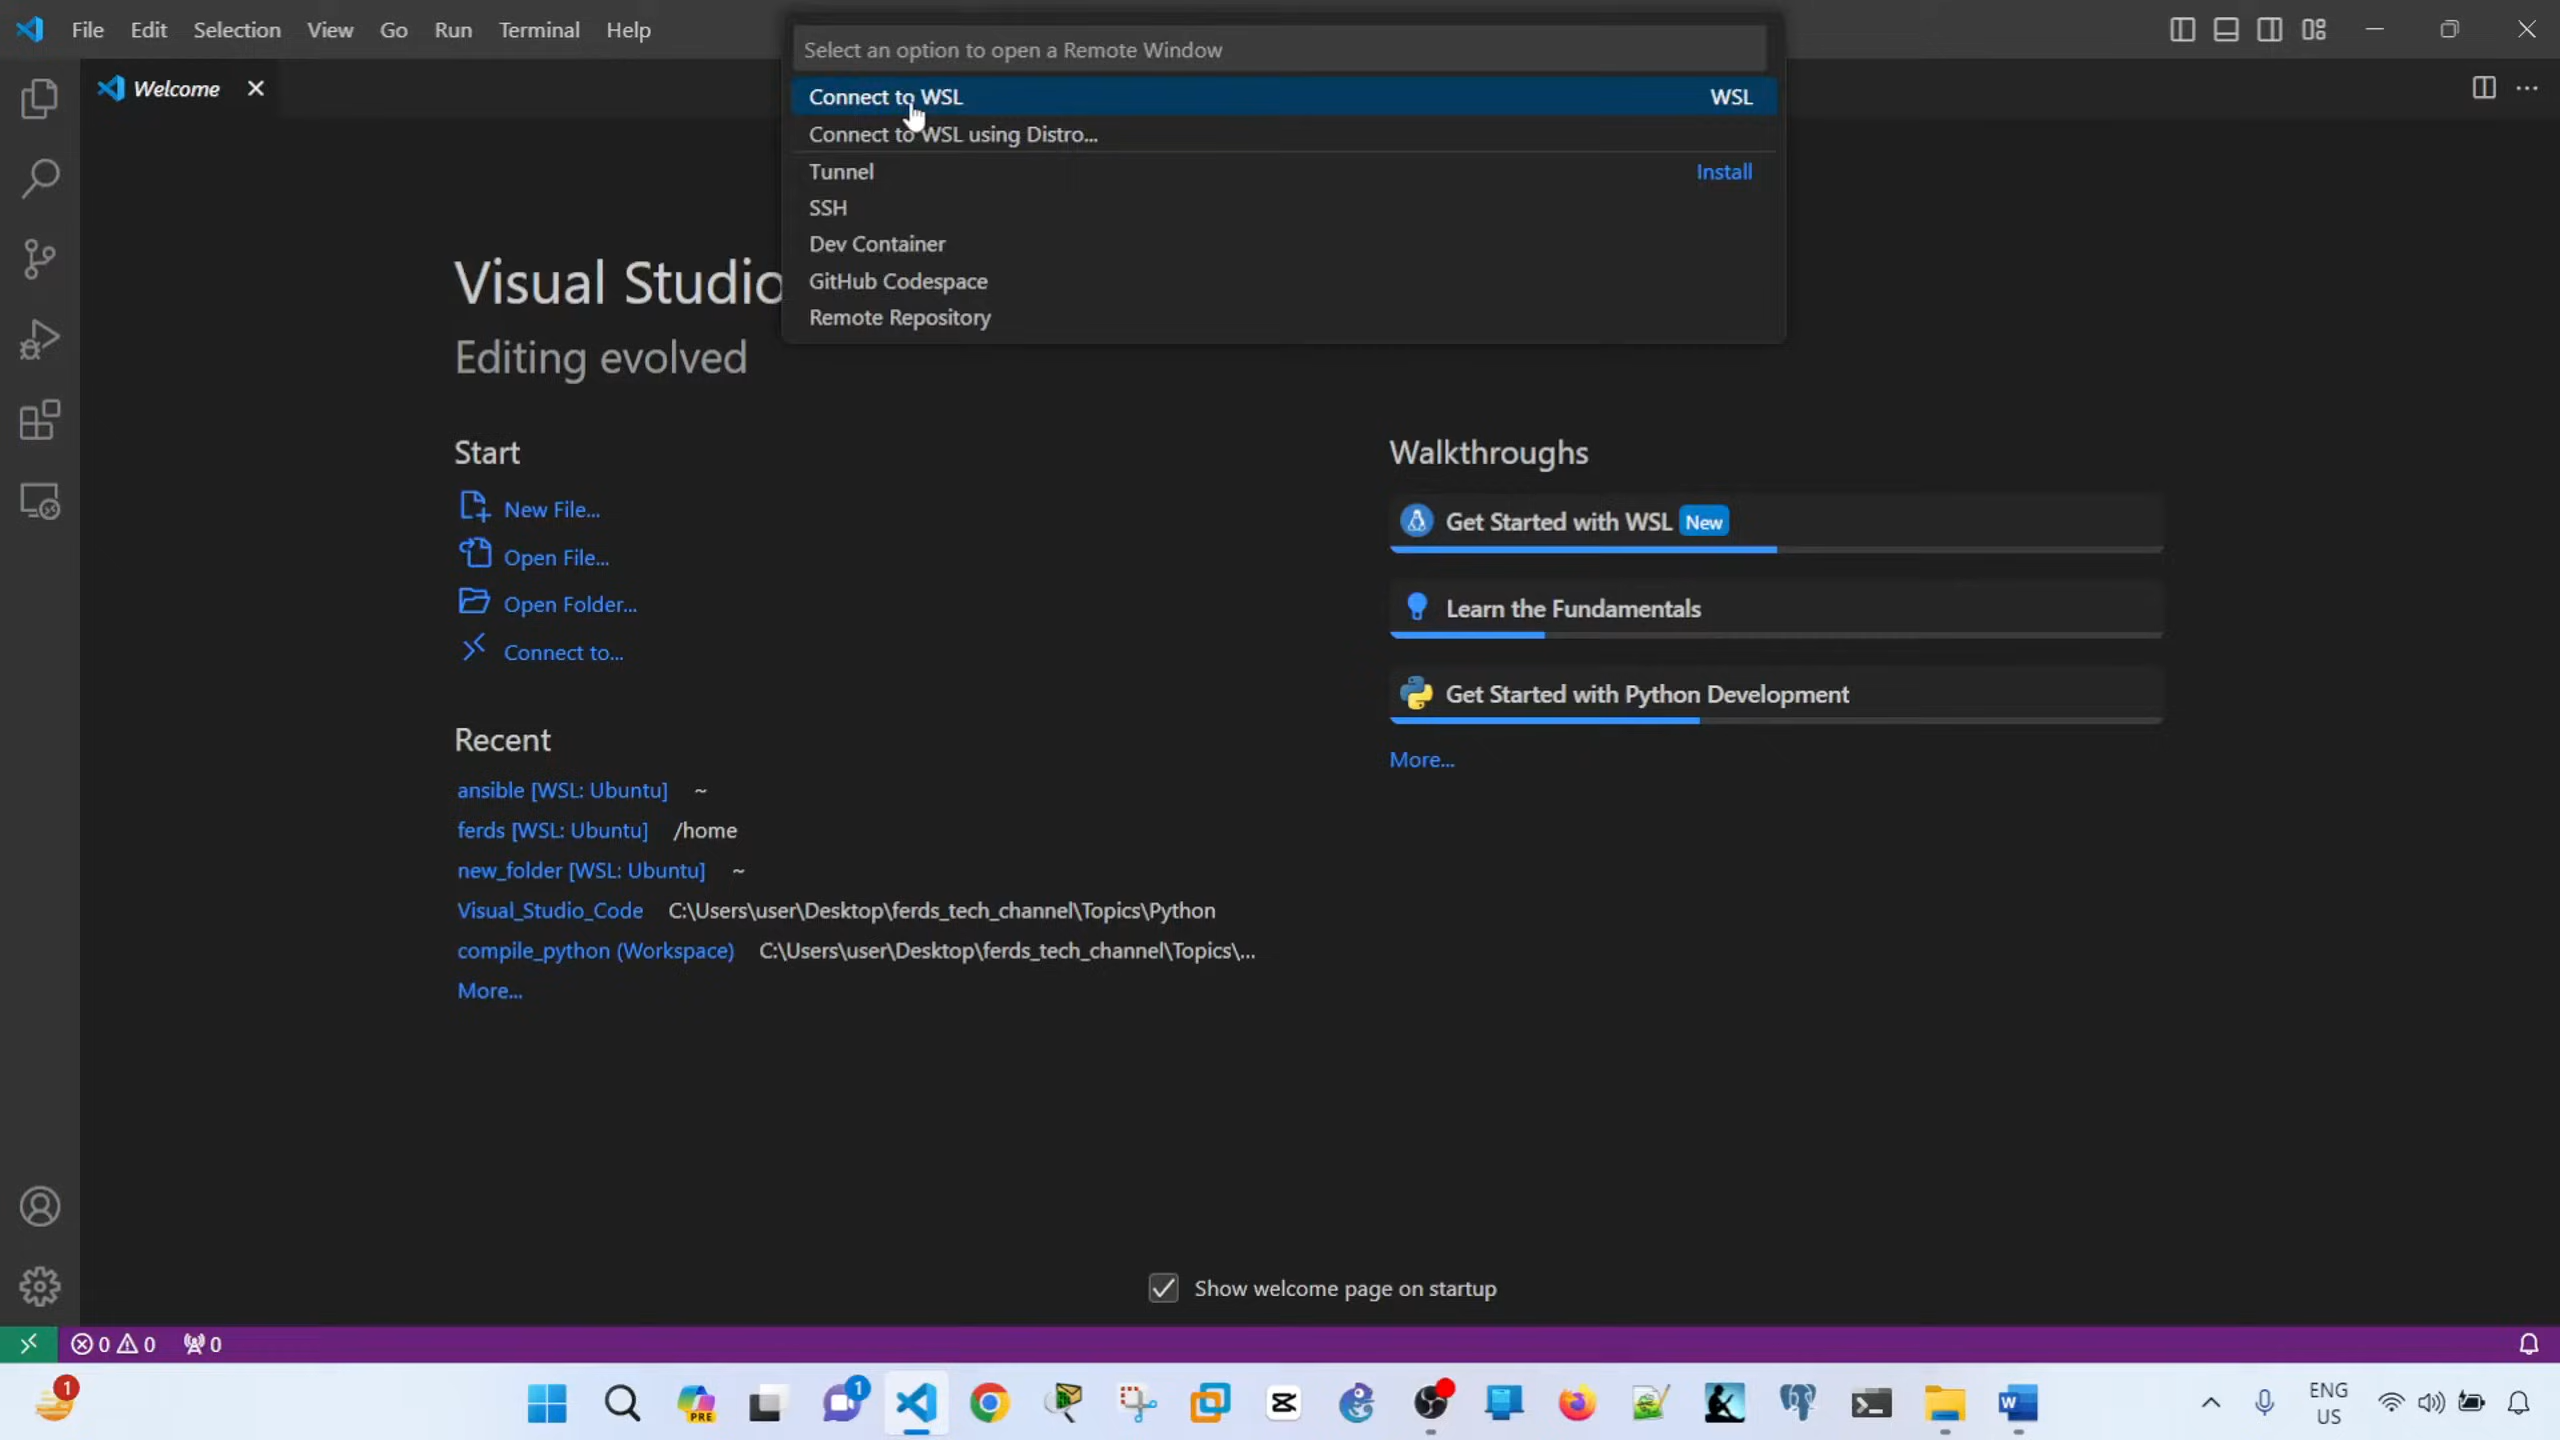 File Edit Selection View Go Run Terminal Help
Select an option to open a Remote Window
Connect to WSL WSL
Connect to WSL using Distro...
Tunnel Install
SSH
Dev Container
GitHub Codespace
Remote Repository
Welcome
Visual Studio
Editing evolved
Start
New File...
Open File...
Open Folder...
Connect to...
Recent
ansible [WSL: Ubuntu] ~
ferds [WSL: Ubuntu] /home
new_folder [WSL: Ubuntu] ~
Visual_Studio_Code C:\Users\user\Desktop\ferds_tech_channel\Topics\Python
compile_python (Workspace) C:\Users\user\Desktop\ferds_tech_channel\Topics\...
More...
Walkthroughs
Get Started with WSL New
Learn the Fundamentals
Get Started with Python Development
More...
Show welcome page on startup
0 0 0
1
PRE
1
W
ENG
US